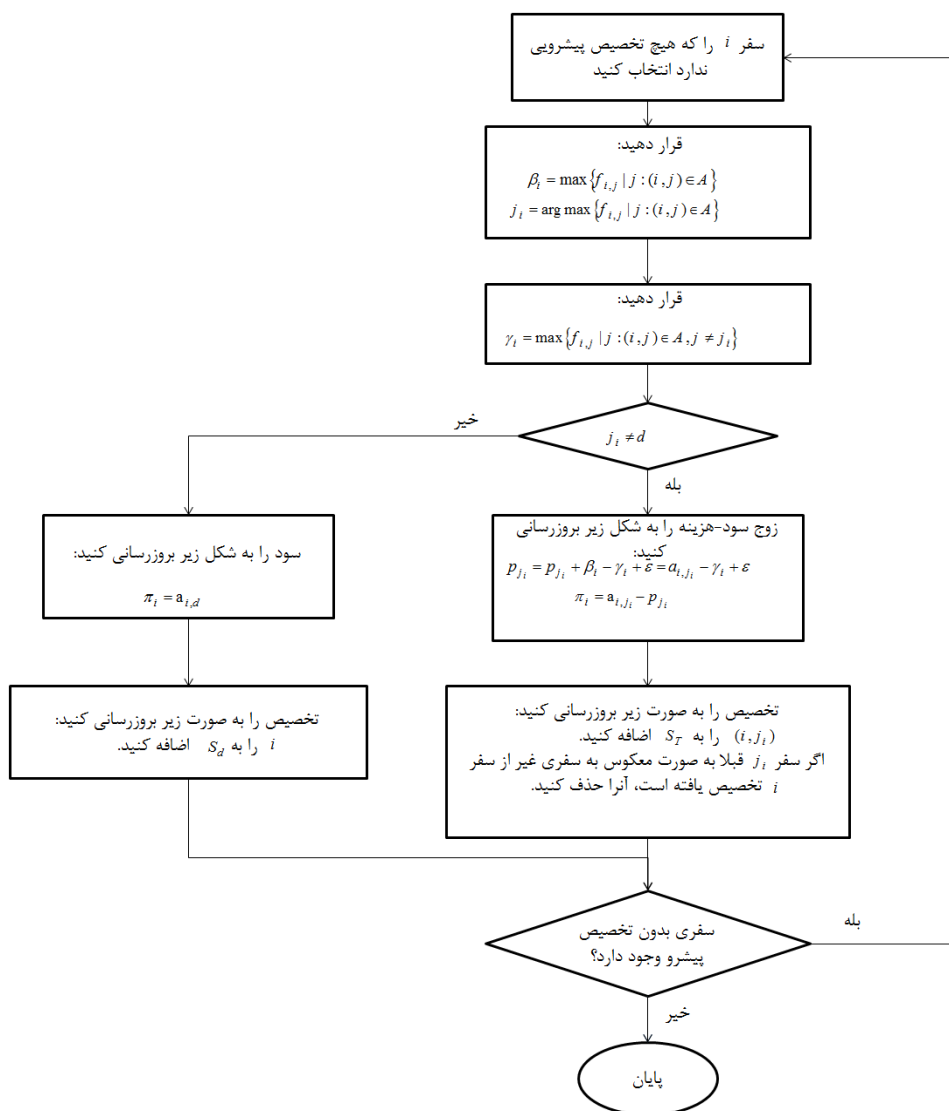 سفر i را که هیچ تخصیص پیشرویی
ندارد انتخاب کنید
قرار دهید:
β_i = max{f_{i,j} | j : (i, j) ∈ A}
j_i = arg max{f_{i,j} | j : (i, j) ∈ A}
قرار دهید:
γ_i = max{f_{i,j} | j : (i, j) ∈ A, j ≠ j_i}
j_i ≠ d
خیر
بله
سود را به شکل زیر بروزرسانی کنید:
π_i = a_{i,d}
زوج سود-هزینه را به شکل زیر بروزرسانی
کنید:
p_{j_i} = p_{j_i} + β_i − γ_i + ε = a_{i,j_i} − γ_i + ε
π_i = a_{i,j_i} − p_{j_i}
تخصیص را به صورت زیر بروزرسانی کنید:
i را به S_d اضافه کنید.
تخصیص را به صورت زیر بروزرسانی کنید:
(i, j_i) را به S_T اضافه کنید.
اگر سفر j_i قبلا به صورت معکوس به سفری غیر از سفر
i تخصیص یافته است، آنرا حذف کنید.
سفری بدون تخصیص
پیشرو وجود دارد؟
بله
خیر
پایان